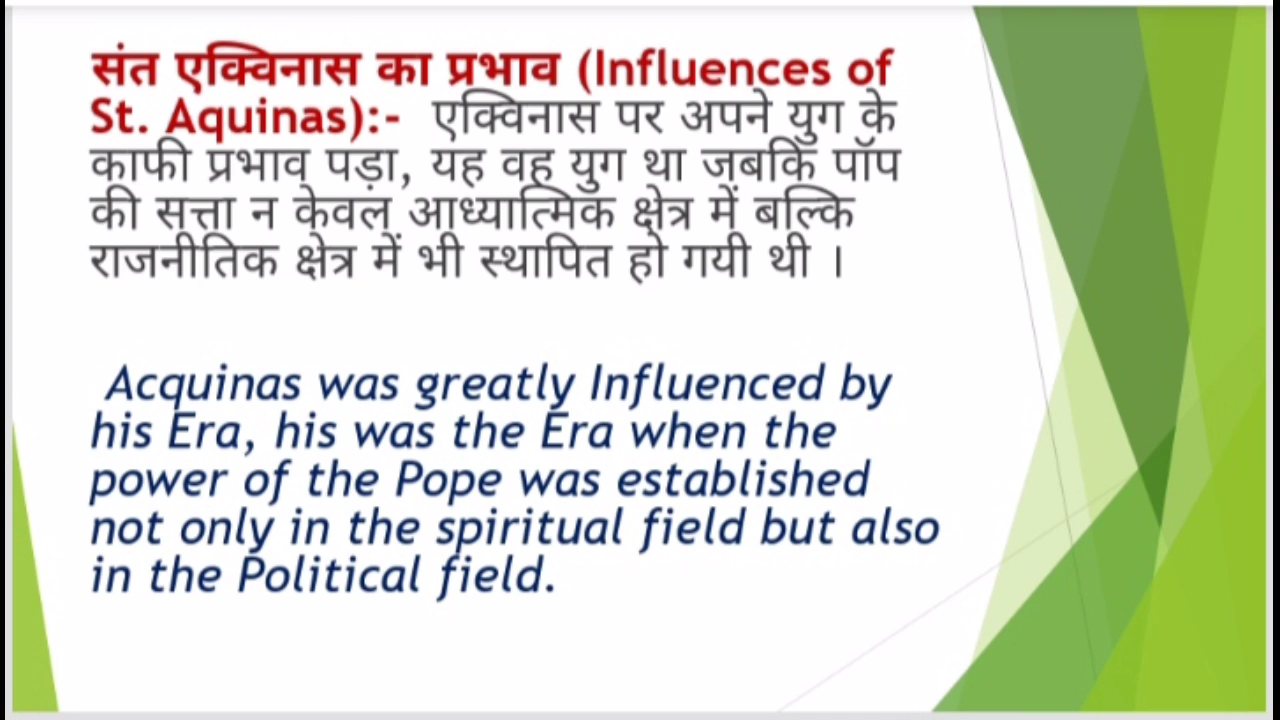 संत एक्विनास का प्रभाव (Influences of
St. Aquinas):- एक्विनास पर अपने युग के
काफी प्रभाव पड़ा, यह वह युग था जबकि पॉप
की सत्ता न केवल आध्यात्मिक क्षेत्र में बल्कि
राजनीतिक क्षेत्र में भी स्थापित हो गयी थी ।
Acquinas was greatly Influenced by
his Era, his was the Era when the
power of the Pope was established
not only in the spiritual field but also
in the Political field.